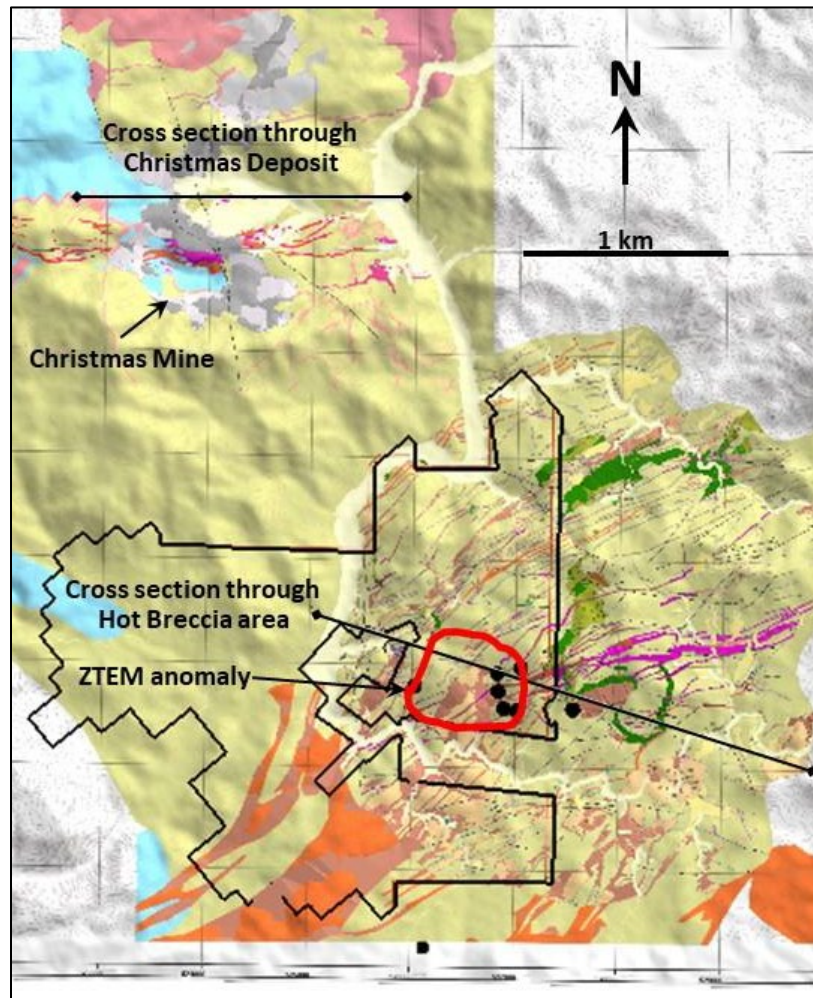 Cross section through
Christmas Deposit
N
1 km
Christmas Mine
Cross section through
Hot Breccia area
ZTEM anomaly